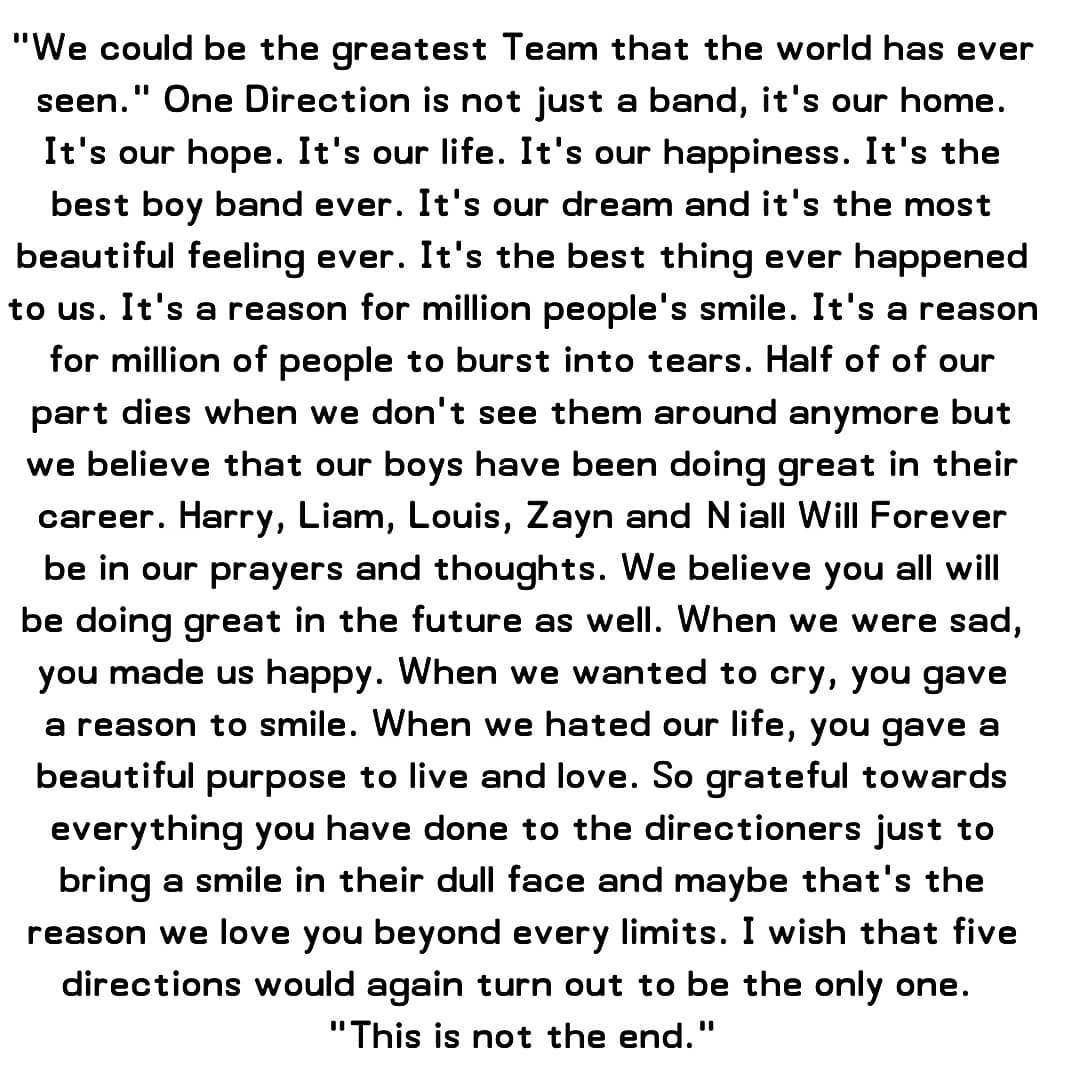 "We could be the greatest Team that the world has ever
seen." One Direction is not just a band, it's our home.
It's our hope. It's our life. It's our happiness. It's the
best boy band ever. It's our dream and it's the most
beautiful feeling ever. It's the best thing ever happened
to us. It's a reason for million people's smile. It's a reason
for million of people to burst into tears. Half of of our
part dies when we don't see them around anymore but
we believe that our boys have been doing great in their
career. Harry, Liam, Louis, Zayn and Niall Will Forever
be in our prayers and thoughts. We believe you all will
be doing great in the future as well. When we were sad,
you made us happy. When we wanted to cry, you gave
a reason to smile. When we hated our life, you gave a
beautiful purpose to live and love. So grateful towards
everything you have done to the directioners just to
bring a smile in their dull face and maybe that's the
reason we love you beyond every limits. I wish that five
directions would again turn out to be the only one.
"This is not the end."